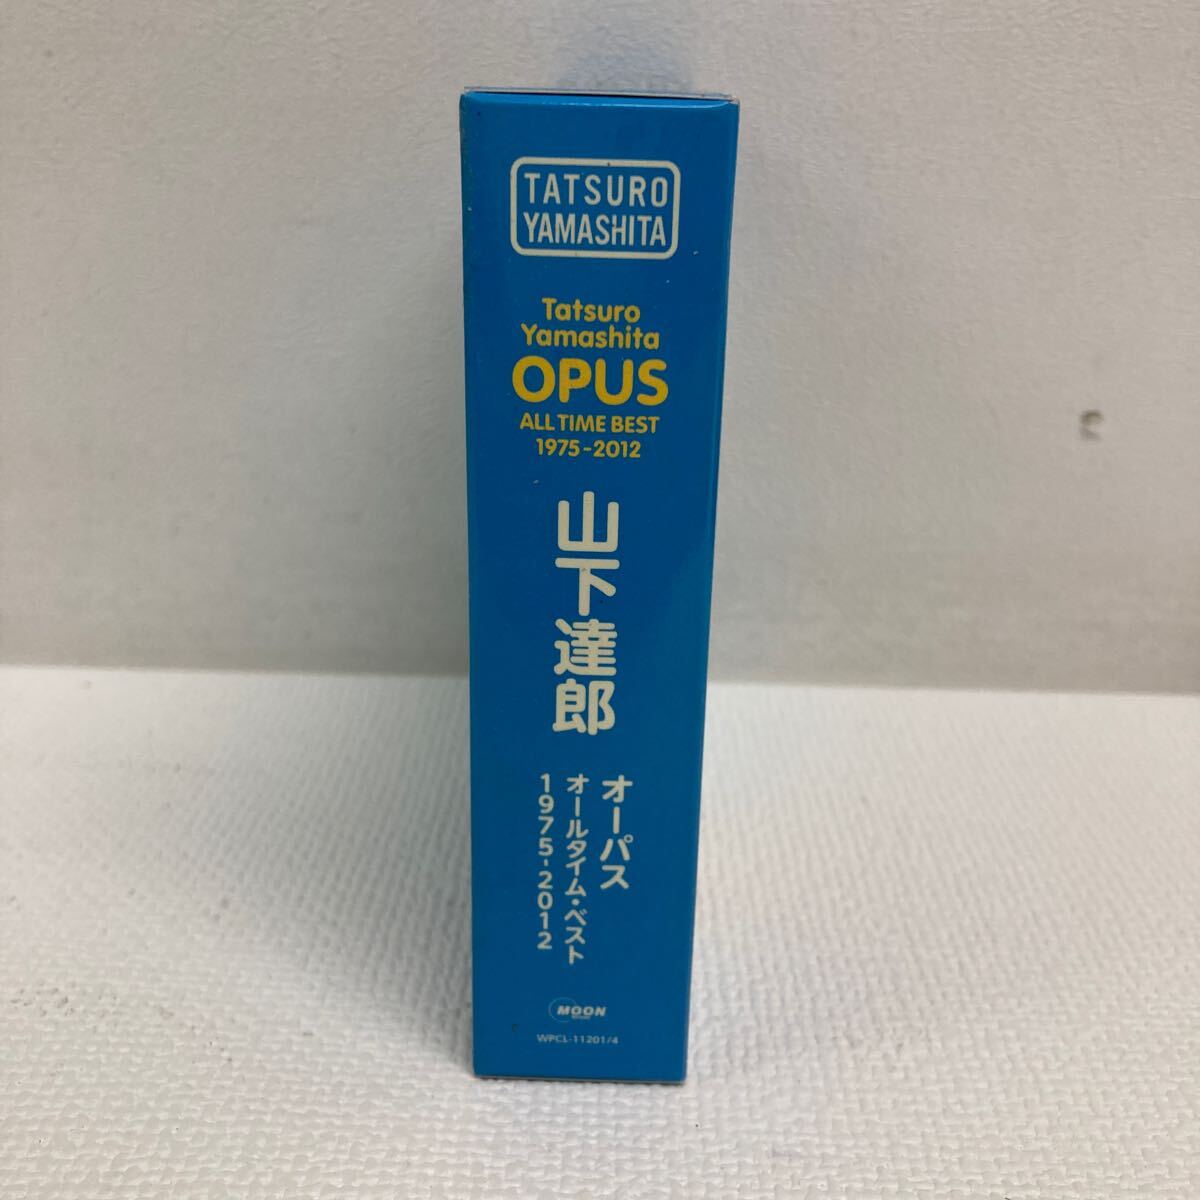 TATSURO
YAMASHITA
Tatsuro
Yamashita
OPUS
ALL TIME BEST
1975-2012
山下達郎
オーパス
オールタイム・ベスト
1975-2012
MOON
WPCL-11201/4